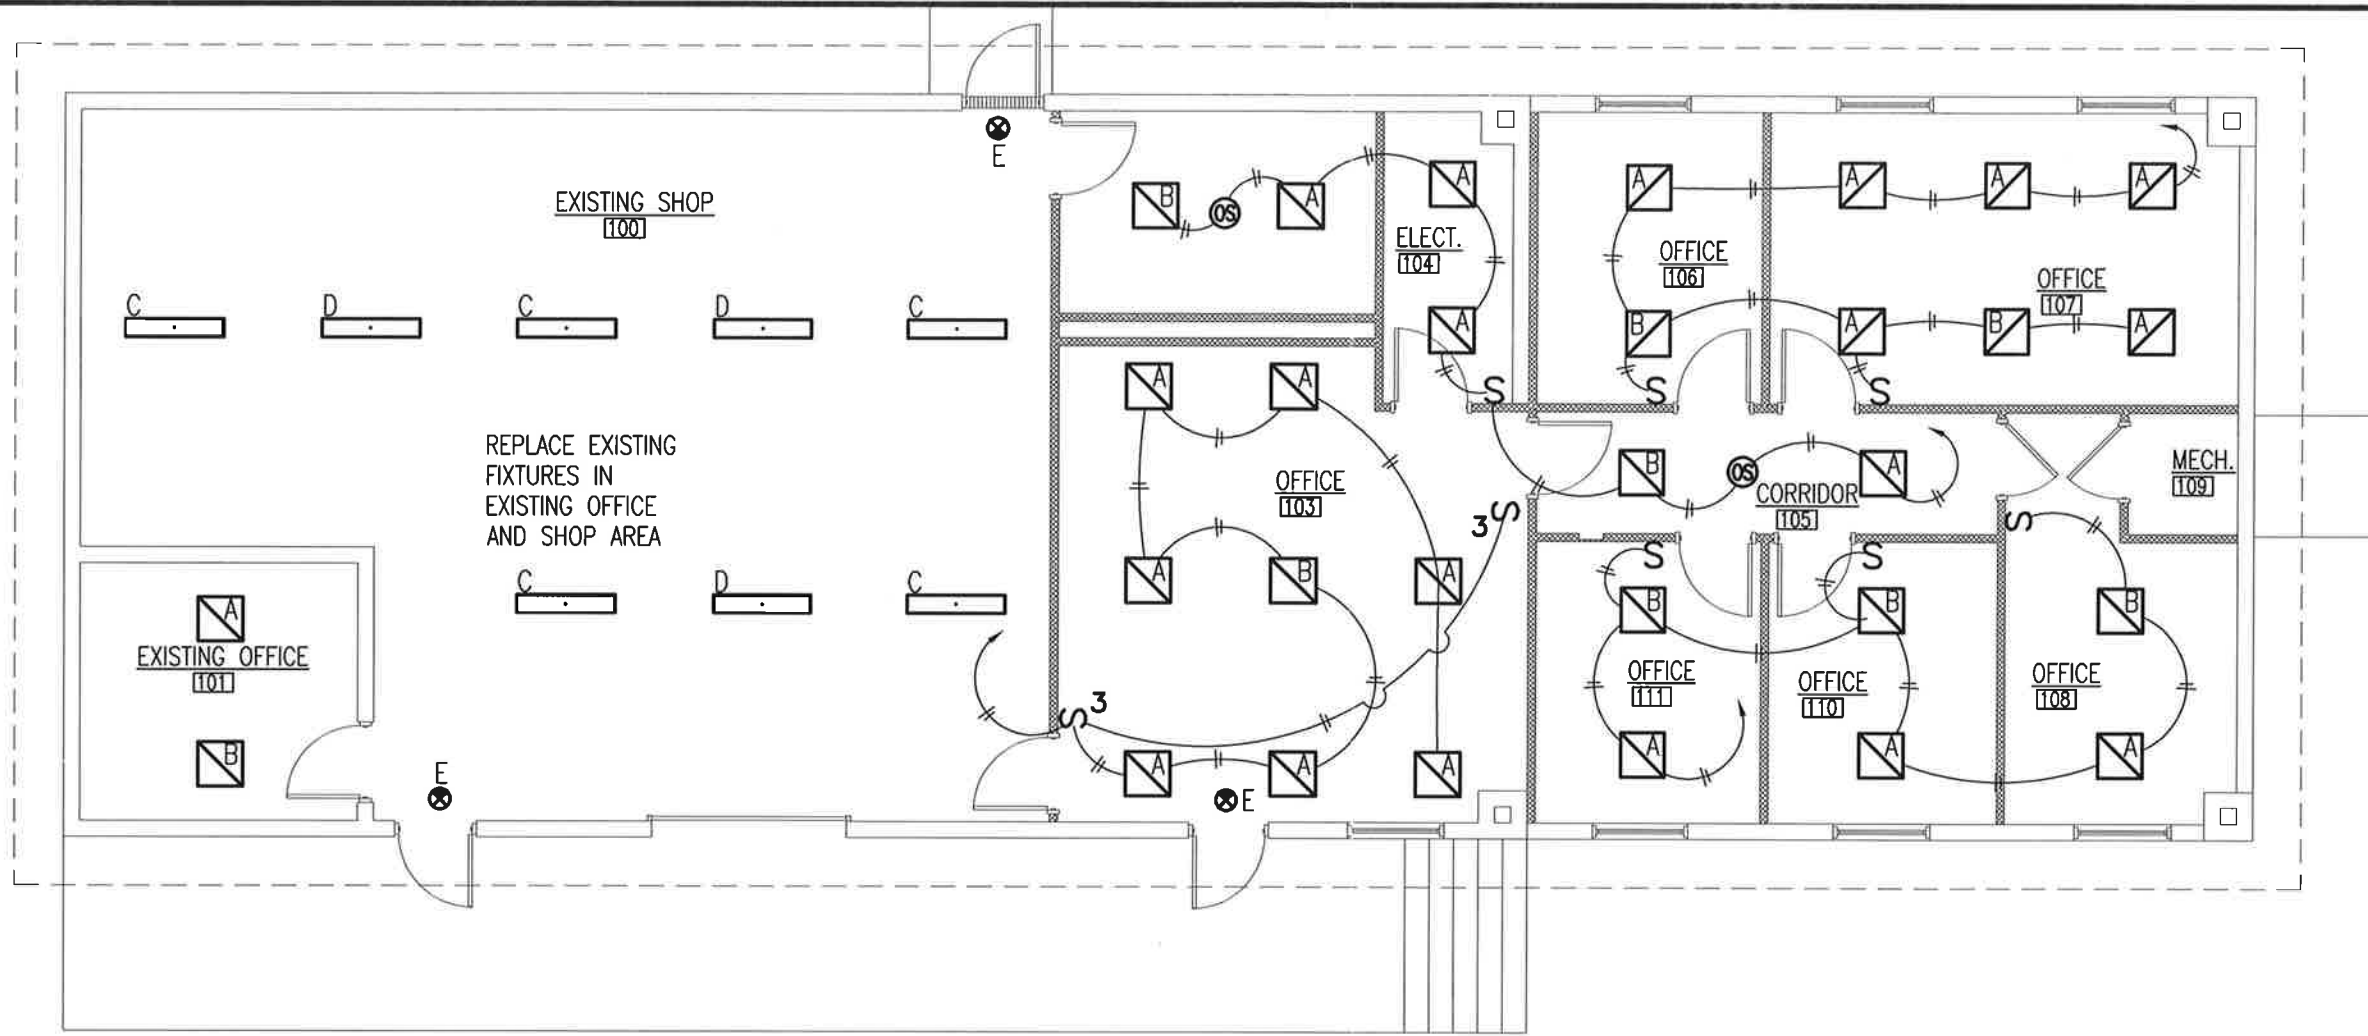 E
EXISTING SHOP
100
B
OS
A
A
ELECT.
104
A
OFFICE
106
A
A
A
OFFICE
107
C
D
C
D
C
A
B
A
B
A
S
S
S
A
A
REPLACE EXISTING
FIXTURES IN
EXISTING OFFICE
AND SHOP AREA
OFFICE
103
3 S
B
OS
A
CORRIDOR
105
MECH.
109
C
D
C
A
B
A
S
S
S
B
B
B
A
EXISTING OFFICE
101
B
OFFICE
111
OFFICE
110
OFFICE
108
S 3
A
A
A
A
A
A
E
E